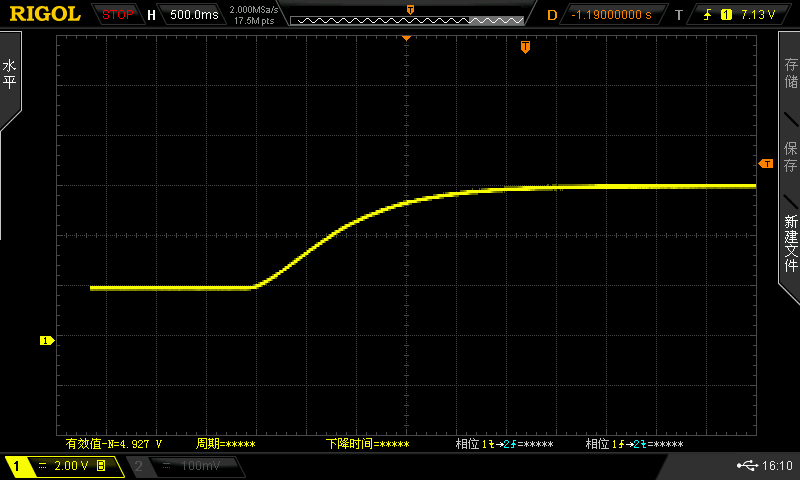 RIGOL STOP H 500.0ms 2.000MSa/s D -1.19000000 s T 1 7.13 V
17.5M pts
T
T
水平
存储
T
保存
新建文件
1
有效值-N=4.927 V 周期=***** 下降时间=***** 相位1→2=***** 相位1→2=*****
1 2.00 V B 2 100mV 16:10